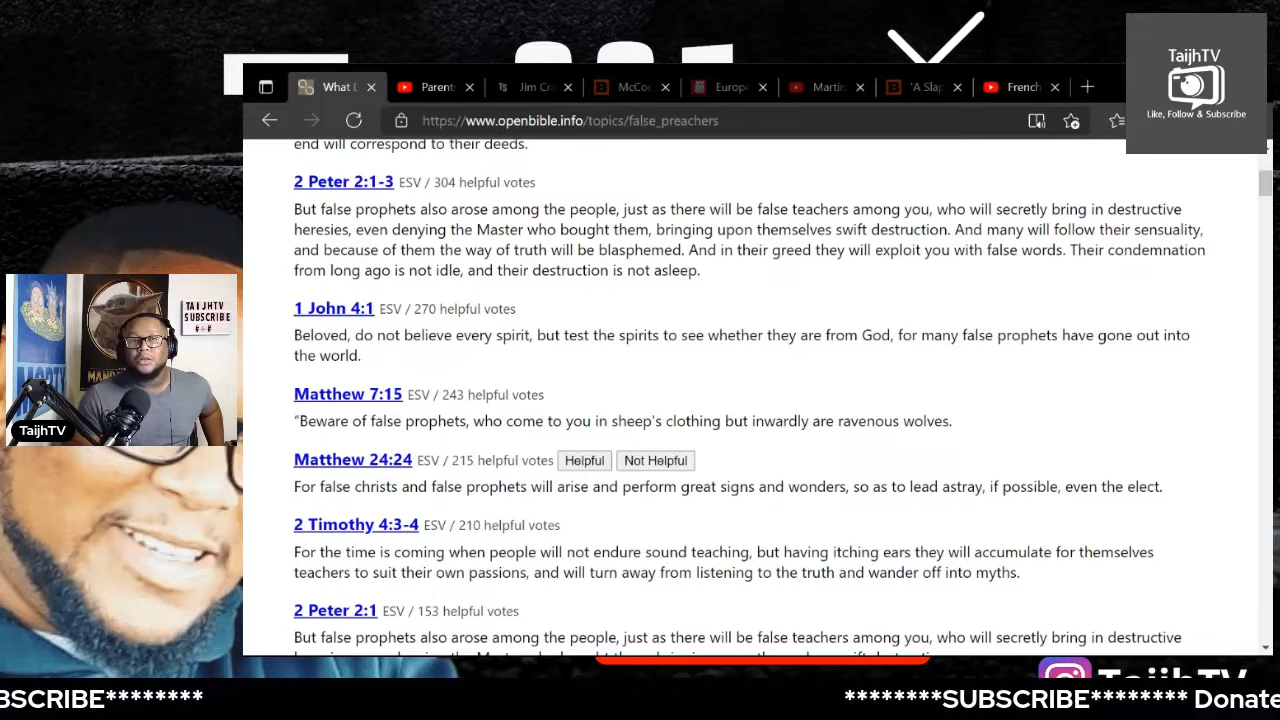 TaijhTV
Like, Follow & Subscribe
What D
Parent
Jim Cra
McCo
Europe
Martin
'A Slap
French
https://www.openbible.info/topics/false_preachers
end will correspond to their deeds.
2 Peter 2:1-3 ESV / 304 helpful votes
But false prophets also arose among the people, just as there will be false teachers among you, who will secretly bring in destructive
heresies, even denying the Master who bought them, bringing upon themselves swift destruction. And many will follow their sensuality,
and because of them the way of truth will be blasphemed. And in their greed they will exploit you with false words. Their condemnation
from long ago is not idle, and their destruction is not asleep.
1 John 4:1 ESV / 270 helpful votes
Beloved, do not believe every spirit, but test the spirits to see whether they are from God, for many false prophets have gone out into
the world.
Matthew 7:15 ESV / 243 helpful votes
“Beware of false prophets, who come to you in sheep's clothing but inwardly are ravenous wolves.
Matthew 24:24 ESV / 215 helpful votes Helpful Not Helpful
For false christs and false prophets will arise and perform great signs and wonders, so as to lead astray, if possible, even the elect.
2 Timothy 4:3-4 ESV / 210 helpful votes
For the time is coming when people will not endure sound teaching, but having itching ears they will accumulate for themselves
teachers to suit their own passions, and will turn away from listening to the truth and wander off into myths.
2 Peter 2:1 ESV / 153 helpful votes
But false prophets also arose among the people, just as there will be false teachers among you, who will secretly bring in destructive
TAIJHTV
SUBSCRIBE
TaijhTV
BSCRIBE******** ********SUBSCRIBE******** Donate